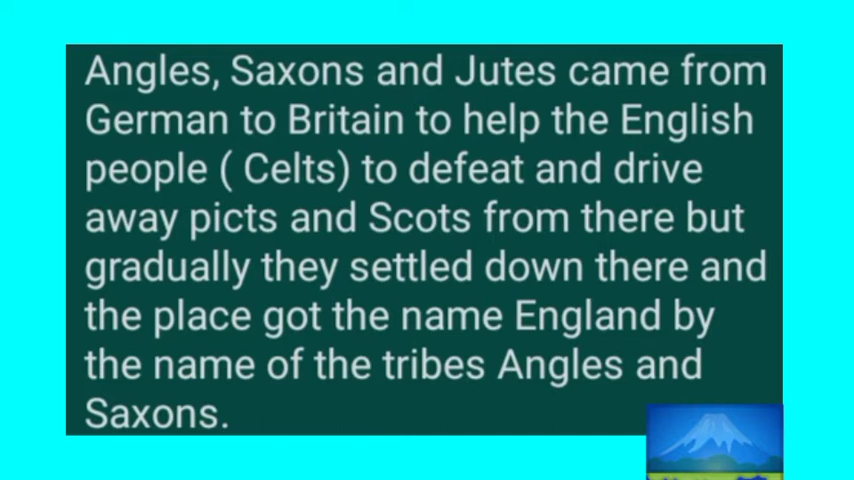 Angles, Saxons and Jutes came from
German to Britain to help the English
people ( Celts) to defeat and drive
away picts and Scots from there but
gradually they settled down there and
the place got the name England by
the name of the tribes Angles and
Saxons.